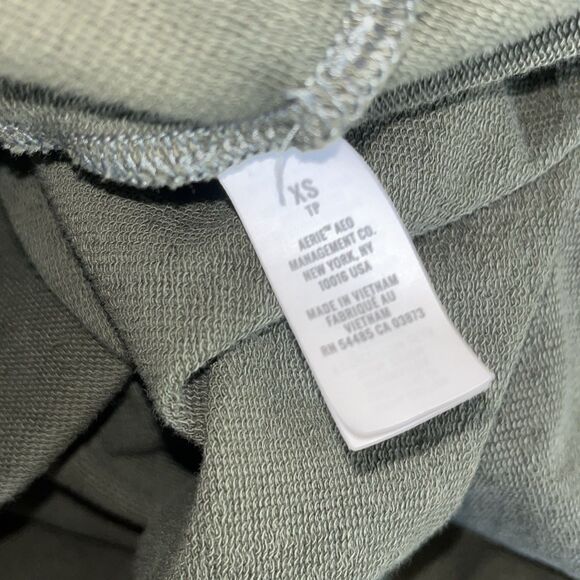 XS
TP
AERIE™ AEO
MANAGEMENT CO.
NEW YORK, NY
10016 USA
MADE IN VIETNAM
FABRIQUÉ AU
VIETNAM
RN 54485 CA 03873